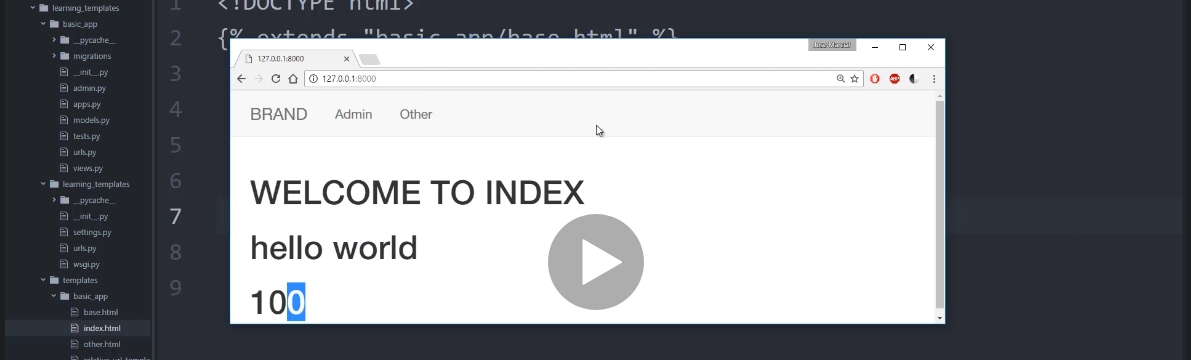 learning_templates
basic_app
__pycache__
migrations
__init__.py
admin.py
apps.py
models.py
tests.py
urls.py
views.py
learning_templates
__pycache__
__init__.py
settings.py
urls.py
wsgi.py
templates
basic_app
base.html
index.html
other.html
1 <!DOCTYPE html>
2 {% extends "basic_app/base.html" %}
3
4
5
6
7
8
9
127.0.0.1:8000
127.0.0.1:8000
BRAND Admin Other
WELCOME TO INDEX
hello world
100